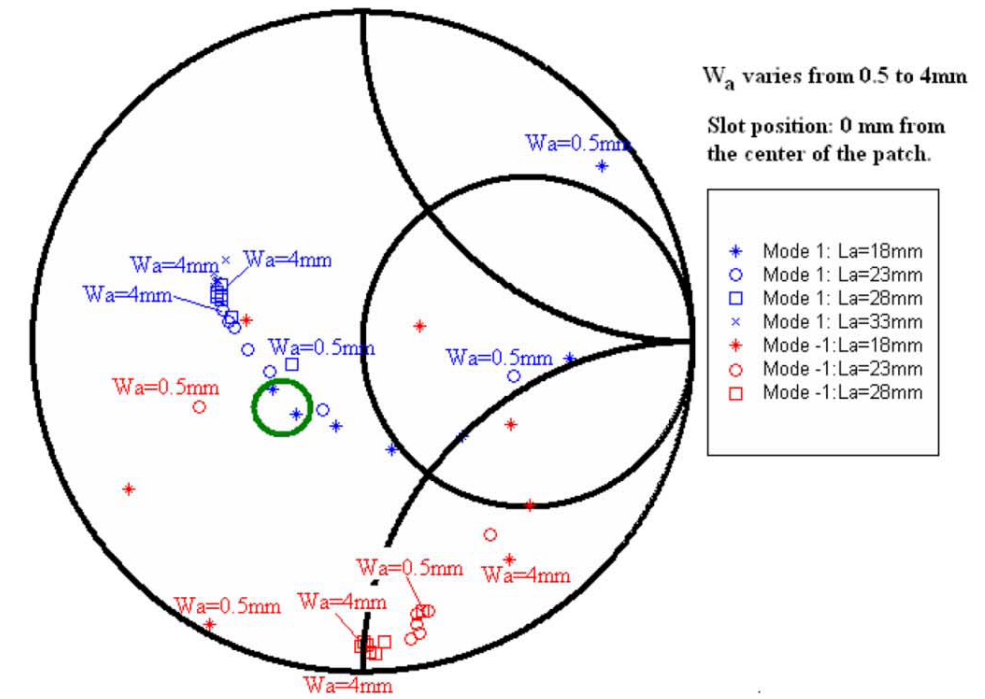 Wa varies from 0.5 to 4mm
Slot position: 0 mm from
the center of the patch.
Wa=0.5mm
Wa=4mm
Wa=4mm
Wa=4mm
Wa=0.5mm
Wa=0.5mm
Wa=0.5mm
Wa=0.5mm
Wa=4mm
Wa=4mm
Wa=0.5mm
Wa=4mm
Mode 1: La=18mm
Mode 1: La=23mm
Mode 1: La=28mm
Mode 1: La=33mm
Mode -1:La=18mm
Mode -1:La=23mm
Mode -1:La=28mm